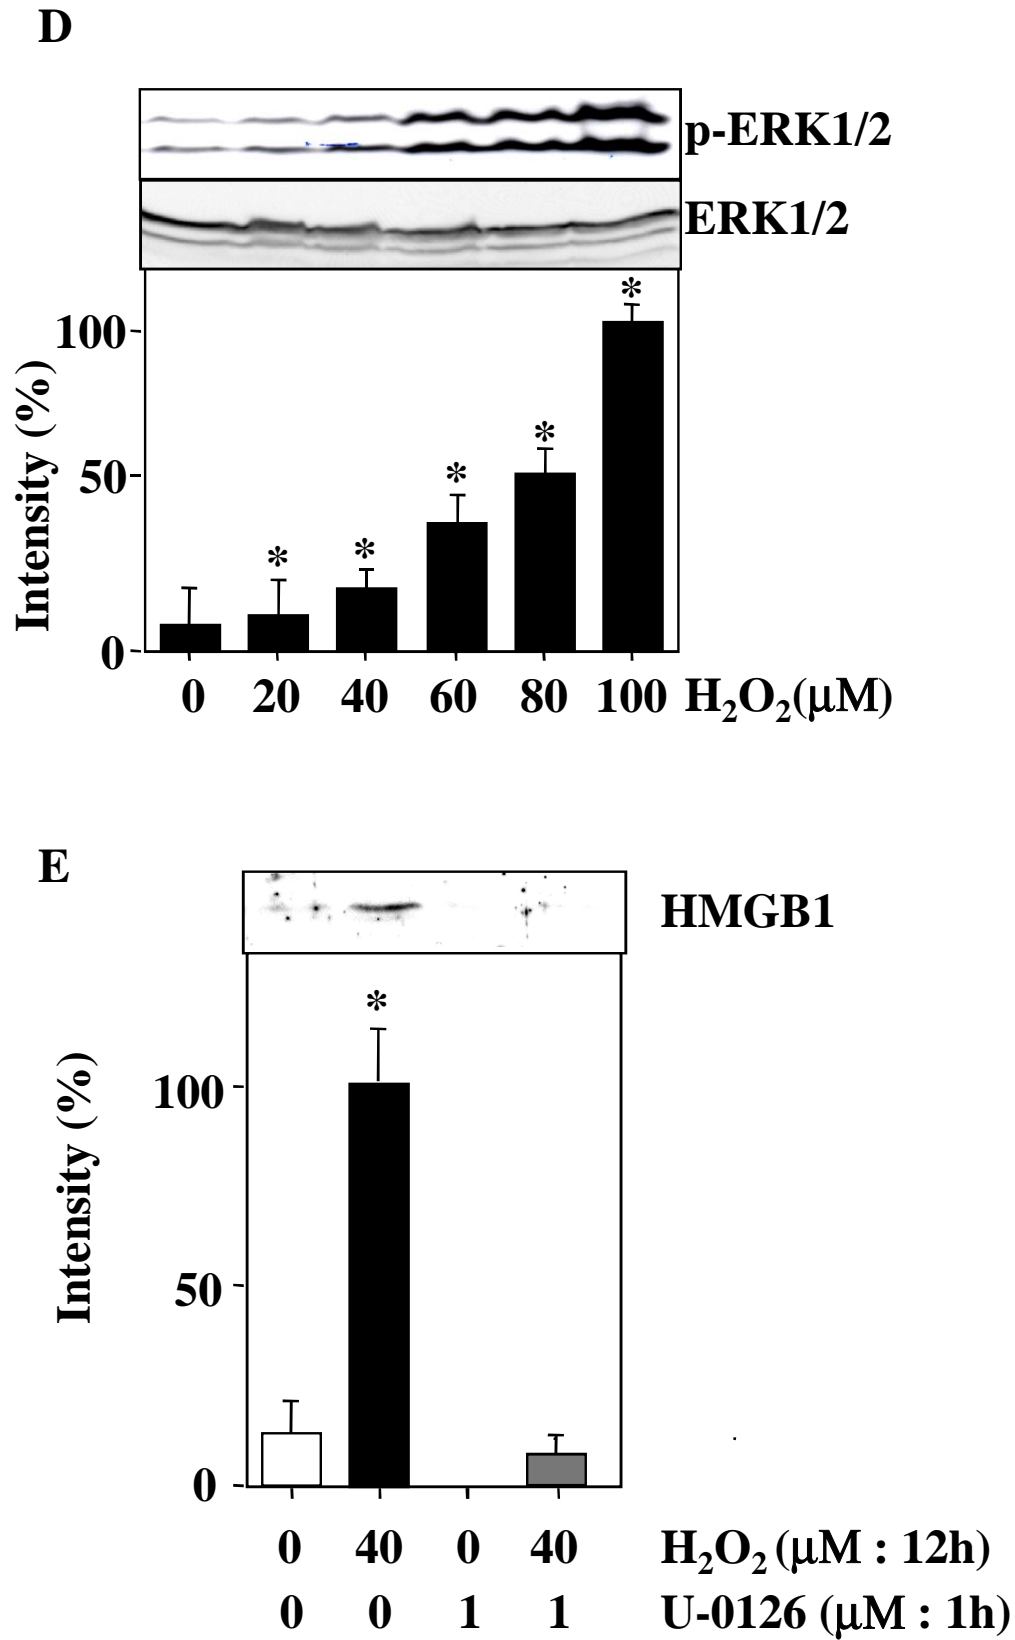 D
p-ERK1/2
ERK1/2
*
100
*
50
*
*
*
Intensity (%)
0
0 20 40 60 80 100 H₂O₂(μM)
E
HMGB1
*
100
Intensity (%)
50
0
0 40 0 40 H₂O₂ (μM : 12h)
0 0 1 1 U-0126 (μM : 1h)